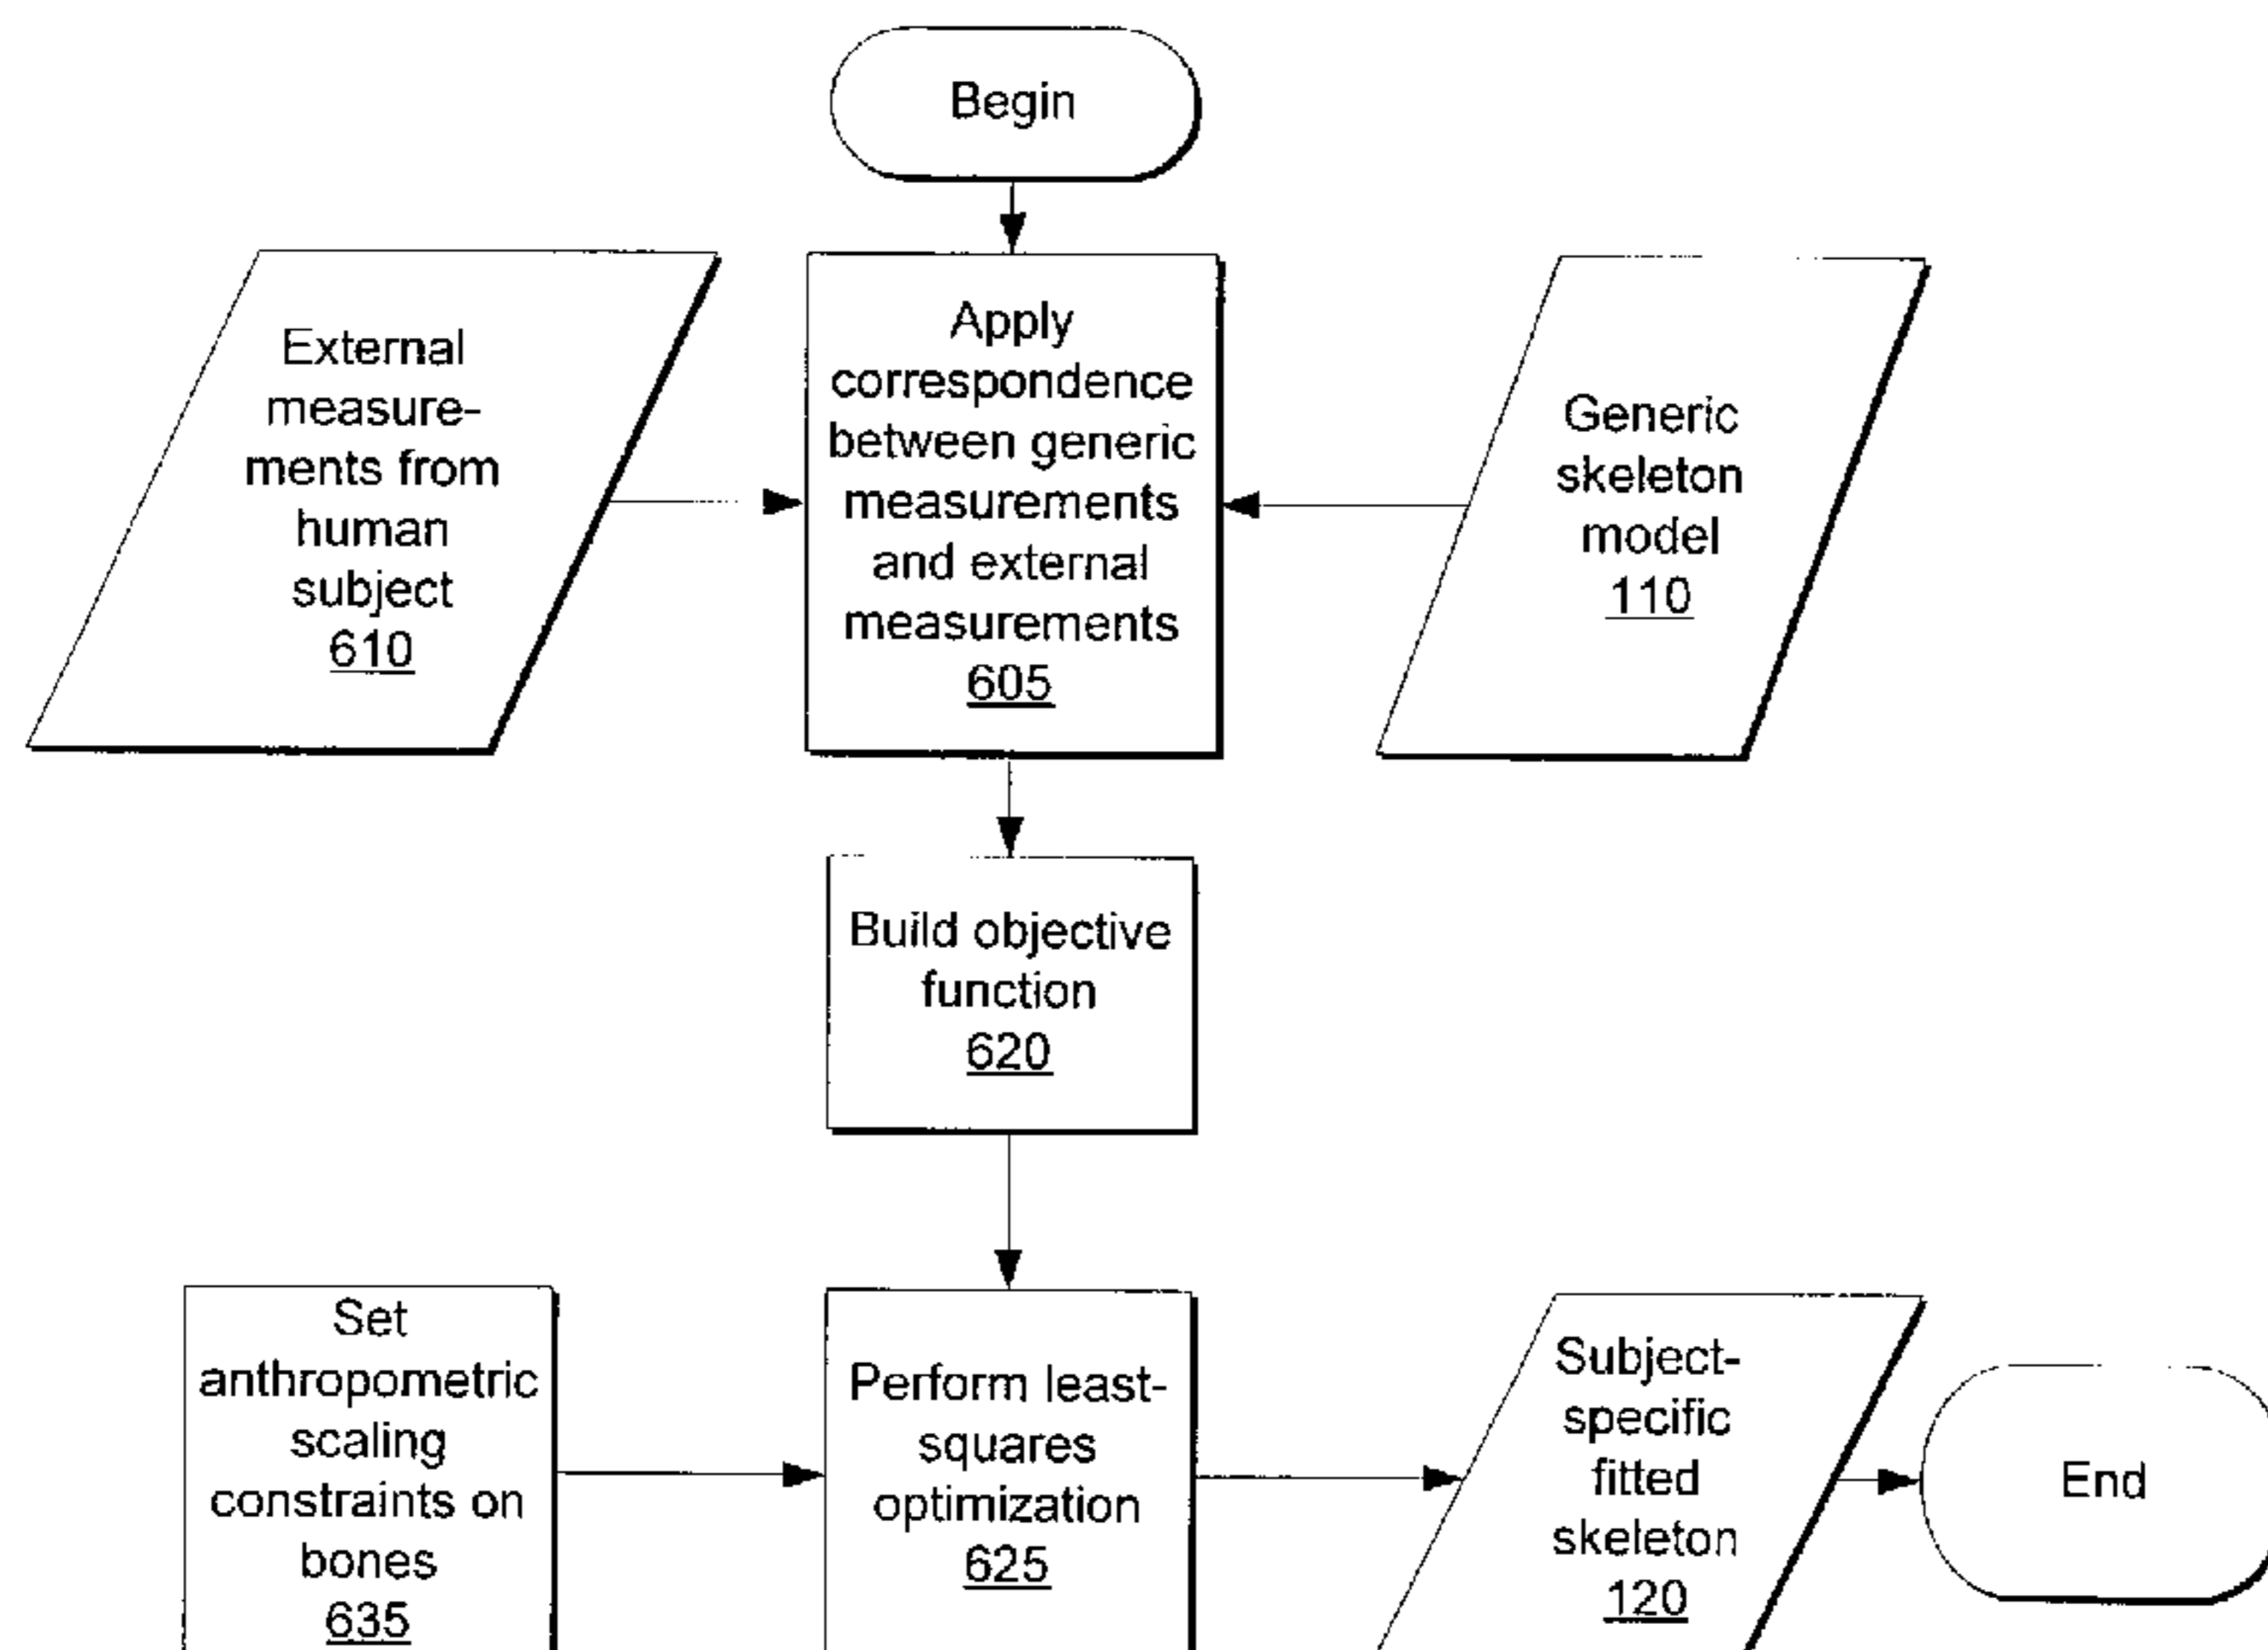 Begin
External
measure-
ments from
human
subject
610
Apply
correspondence
between generic
measurements
and external
measurements
605
Generic
skeleton
model
110
Build objective
function
620
Set
anthropometric
scaling
constraints on
bones
635
Perform least-
squares
optimization
625
Subject-
specific
fitted
skeleton
120
End